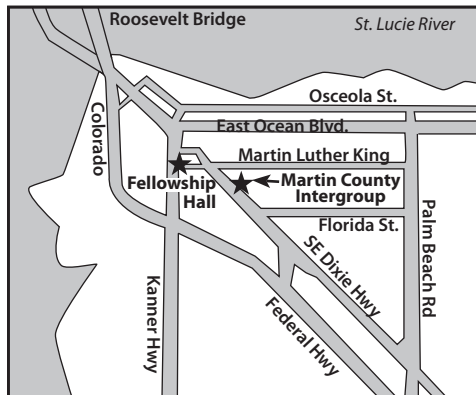 Roosevelt Bridge
St. Lucie River
Colorado
Osceola St.
East Ocean Blvd.
Martin Luther King
Fellowship
Hall
Martin County
Intergroup
Florida St.
SE Dixie Hwy
Palm Beach Rd
Kanner Hwy
Federal Hwy